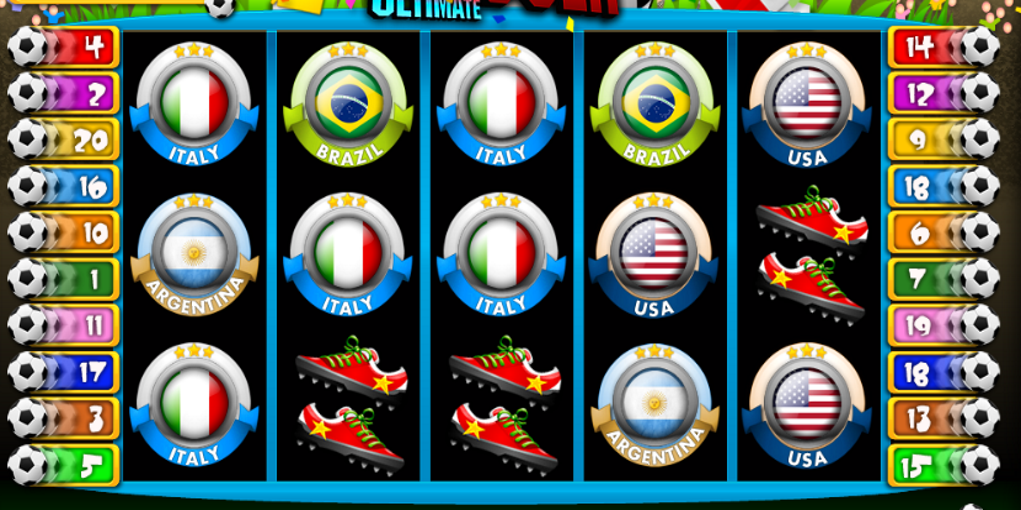 ULTIMATE
4
2
20
16
10
1
11
17
3
5
ITALY
BRAZIL
ITALY
BRAZIL
USA
ARGENTINA
ITALY
ITALY
USA
ITALY
ARGENTINA
USA
14
12
9
18
6
7
19
18
13
15